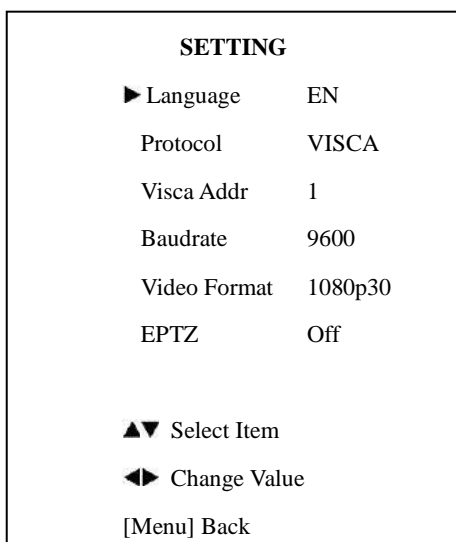 SETTING
▶ Language EN
Protocol VISCA
Visca Addr 1
Baudrate 9600
Video Format 1080p30
EPTZ Off
▲▼ Select Item
◀▶ Change Value
[Menu] Back